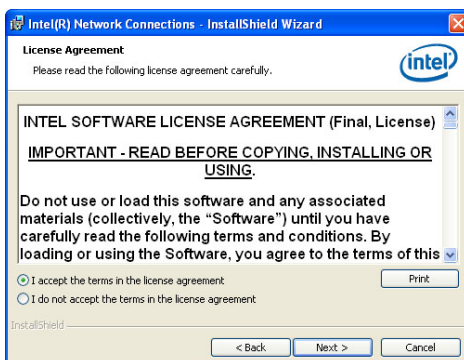 Intel(R) Network Connections - InstallShield Wizard
License Agreement
Please read the following license agreement carefully.
intel
INTEL SOFTWARE LICENSE AGREEMENT (Final, License)
IMPORTANT - READ BEFORE COPYING, INSTALLING OR
USING.
Do not use or load this software and any associated
materials (collectively, the “Software”) until you have
carefully read the following terms and conditions. By
loading or using the Software, you agree to the terms of this
I accept the terms in the license agreement
Print
I do not accept the terms in the license agreement
InstallShield
< Back
Next >
Cancel